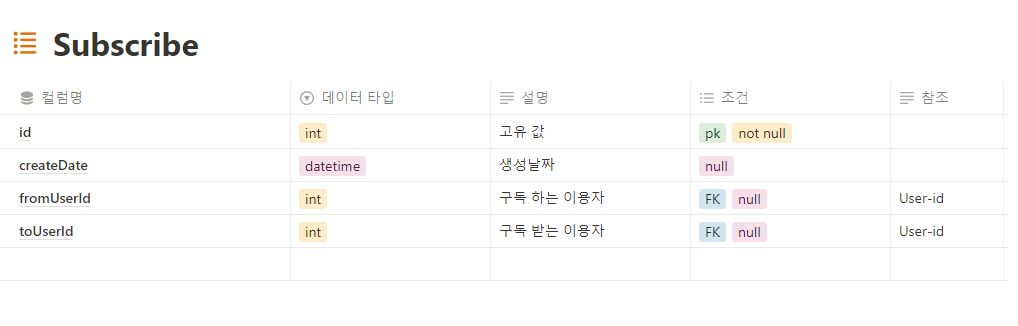 Subscribe
컬럼명 데이터 타입 설명 조건 참조
id int 고유 값 pk not null
createDate datetime 생성날짜 null
fromUserId int 구독 하는 이용자 FK null User-id
toUserId int 구독 받는 이용자 FK null User-id